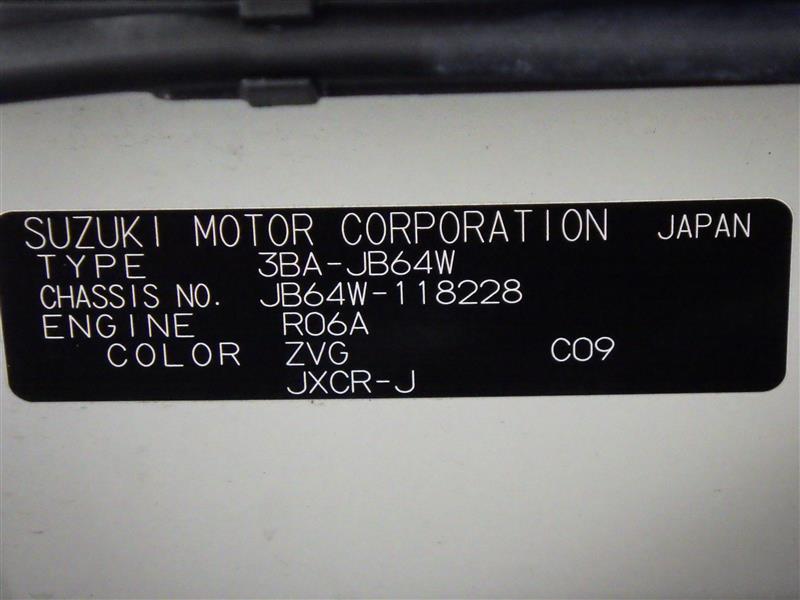 SUZUKI MOTOR CORPORATION JAPAN
TYPE 3BA-JB64W
CHASSIS NO. JB64W-118228
ENGINE R06A
COLOR ZVG C09
JXCR-J